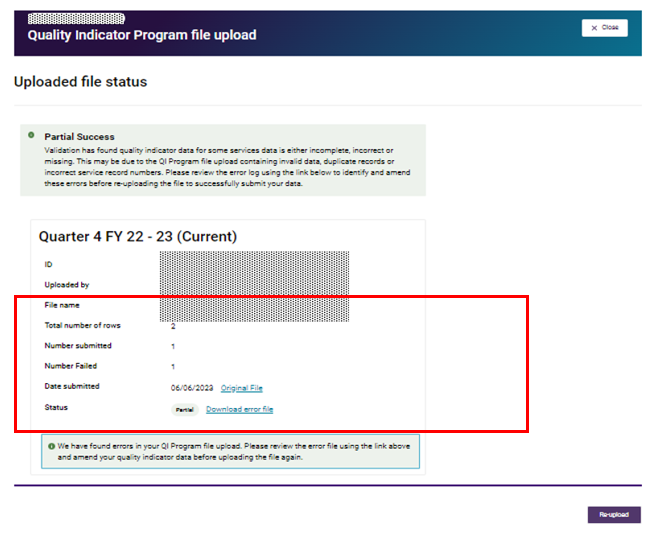 Quality Indicator Program file upload
× Close
Uploaded file status
Partial Success
Validation has found quality indicator data for some services data is either incomplete, incorrect or
missing. This may be due to the QI Program file upload containing invalid data, duplicate records or
incorrect service record numbers. Please review the error log using the link below to identify and amend
these errors before re-uploading the file to successfully submit your data.
Quarter 4 FY 22 - 23 (Current)
ID
Uploaded by
File name
Total number of rows 2
Number submitted 1
Number Failed 1
Date submitted 06/06/2023 Original File
Status Partial Download error file
We have found errors in your QI Program file upload. Please review the error file using the link above
and amend your quality indicator data before uploading the file again.
Re-upload